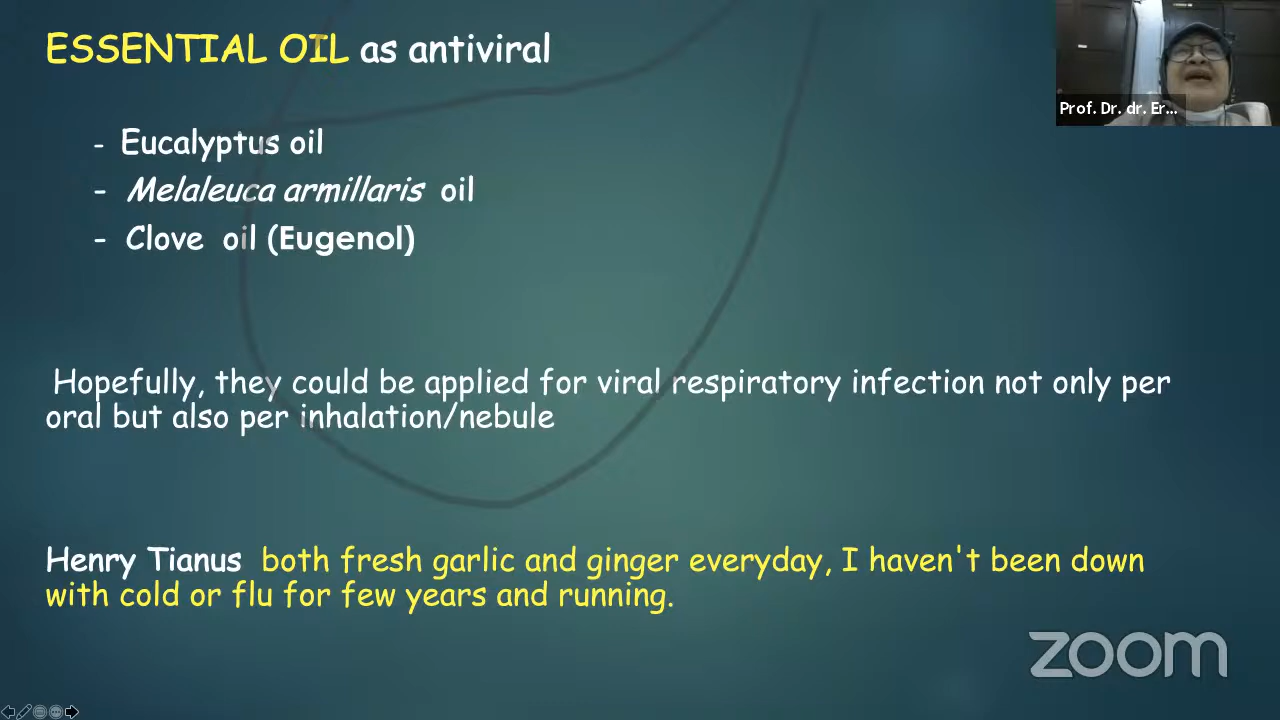 ESSENTIAL OIL as antiviral
Prof. Dr. dr. Er...
- Eucalyptus oil
- Melaleuca armillaris oil
- Clove oil (Eugenol)
Hopefully, they could be applied for viral respiratory infection not only per
oral but also per inhalation/nebule
Henry Tianus both fresh garlic and ginger everyday, I haven't been down
with cold or flu for few years and running.
zoom